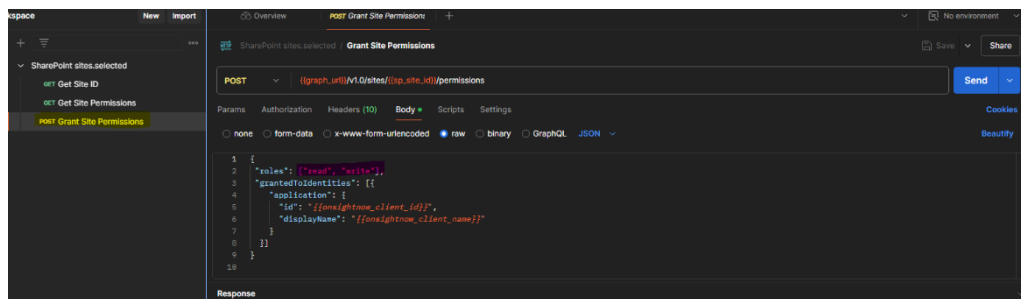 kspace New Import
Overview POST Grant Site Permissions +
No environment
SharePoint sites.selected
GET Get Site ID
GET Get Site Permissions
POST Grant Site Permissions
SharePoint sites.selected / Grant Site Permissions
Save Share
POST {{graph_url}}/v1.0/sites/{{sp_site_id}}/permissions Send
Params Authorization Headers (10) Body Scripts Settings Cookies
none form-data x-www-form-urlencoded raw binary GraphQL JSON Beautify
1 {
2 "roles": ["read", "write"],
3 "grantedToIdentities": [{
4 "application": {
5 "id": "{{onsightnow_client_id}}",
6 "displayName": "{{onsightnow_client_name}}"
7 }
8 }]
9 }
10
Response